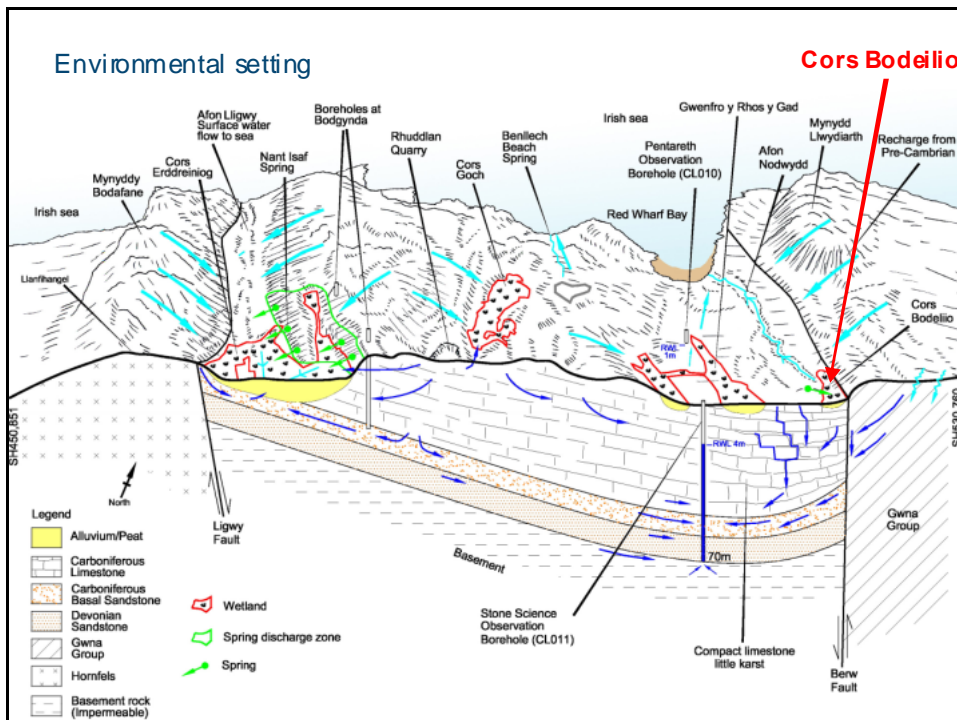 Environmental setting
Cors Bodeilio
Afon Lligwy
Surface water
flow to sea
Cors
Erddreiniog
Mynyddy
Bodafane
Irish sea
Llanfihangel
Nant Isaf
Spring
Boreholes at
Bodgynda
Rhuddlan
Quarry
Cors
Goch
Benllech
Beach
Spring
Irish sea
Pentareth
Observation
Borehole (CL010)
Red Wharf Bay
Gwenfro y Rhos y Gad
Afon
Nodwydd
Mynydd
Llwydiarth
Recharge from
Pre-Cambrian
Cors
Bodeliio
RWL
1m
RWL 4m
70m
SH450,851
SH520,760
North
Ligwy
Fault
Basement
Gwna
Group
Berw
Fault
Stone Science
Observation
Borehole (CL011)
Compact limestone
little karst
Legend
Alluvium/Peat
Carboniferous
Limestone
Carboniferous
Basal Sandstone
Devonian
Sandstone
Gwna
Group
Hornfels
Basement rock
(Impermeable)
Wetland
Spring discharge zone
Spring